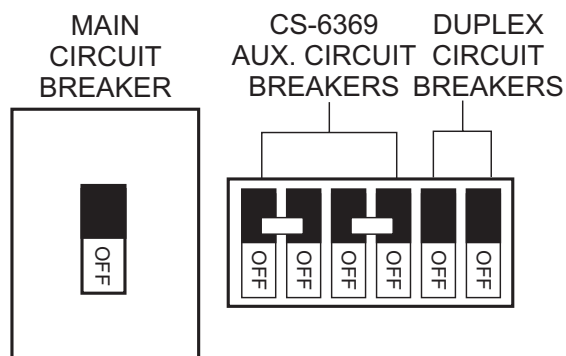 MAIN
CIRCUIT
BREAKER
CS-6369
AUX. CIRCUIT
BREAKERS
DUPLEX
CIRCUIT
BREAKERS
OFF
OFF
OFF
OFF
OFF
OFF
OFF